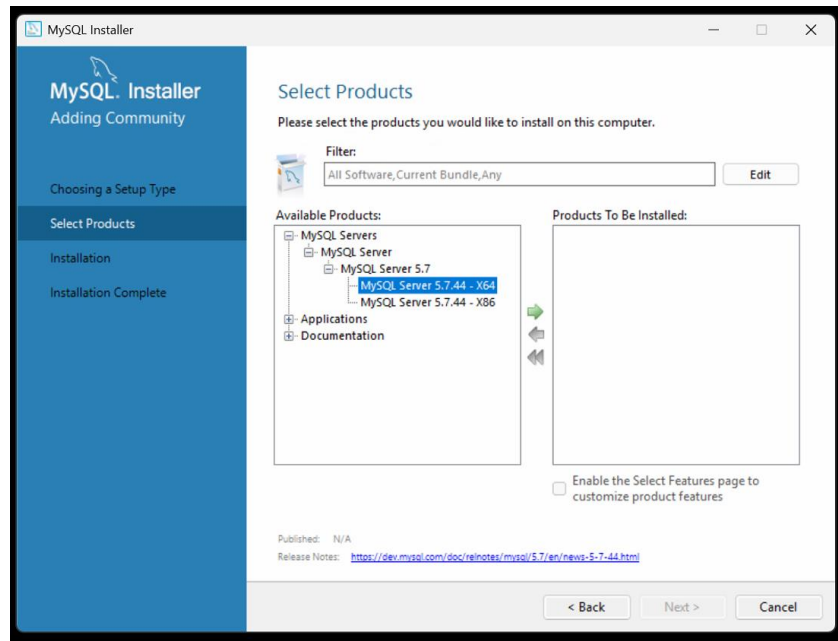 MySQL Installer
MySQL. Installer
Adding Community
Choosing a Setup Type
Select Products
Installation
Installation Complete
Select Products
Please select the products you would like to install on this computer.
Filter:
All Software,Current Bundle,Any
Edit
Available Products:
MySQL Servers
MySQL Server
MySQL Server 5.7
MySQL Server 5.7.44 - X64
MySQL Server 5.7.44 - X86
Applications
Documentation
Products To Be Installed:
Enable the Select Features page to
customize product features
Published: N/A
Release Notes: https://dev.mysql.com/doc/relnotes/mysql/5.7/en/news-5-7-44.html
< Back
Next >
Cancel